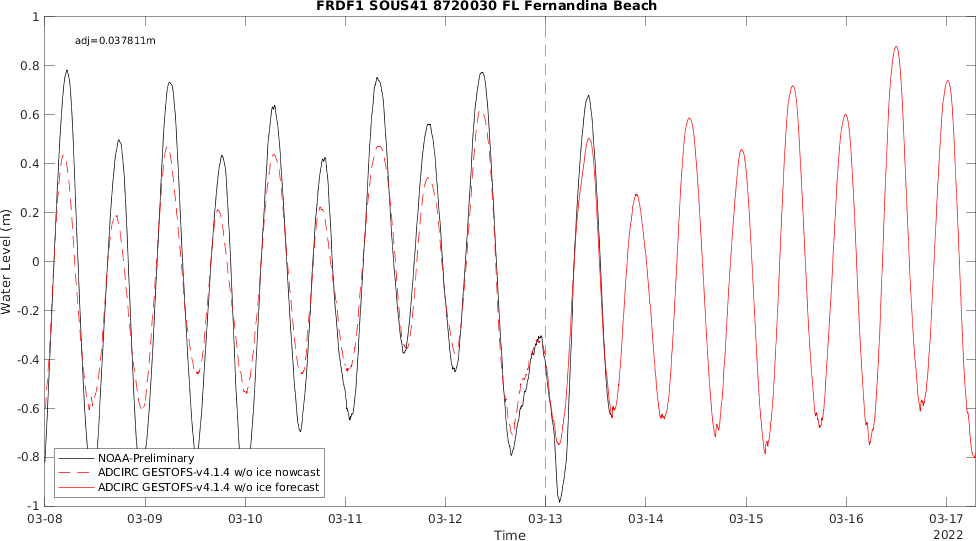 FRDF1 SOUS41 8720030 FL Fernandina Beach
adj=0.037811m
1
0.8
0.6
0.4
0.2
0
-0.2
-0.4
-0.6
-0.8
-1
Water Level (m)
NOAA-Preliminary
ADCIRC GESTOFS-v4.1.4 w/o ice nowcast
ADCIRC GESTOFS-v4.1.4 w/o ice forecast
03-08 03-09 03-10 03-11 03-12 03-13 03-14 03-15 03-16 03-17
Time
2022